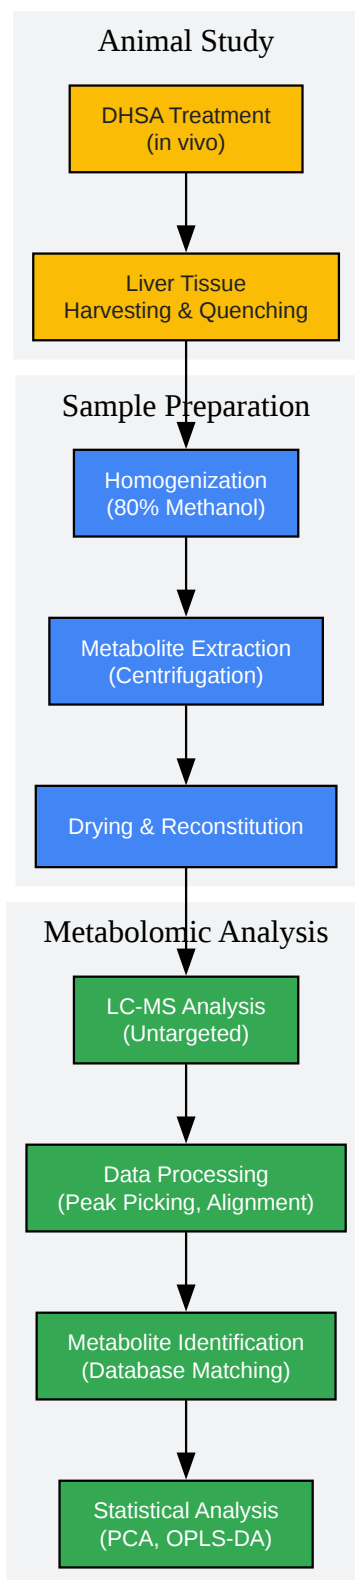 Animal Study
DHSA Treatment
(in vivo)
Liver Tissue
Harvesting & Quenching
Sample Preparation
Homogenization
(80% Methanol)
Metabolite Extraction
(Centrifugation)
Drying & Reconstitution
Metabolomic Analysis
LC-MS Analysis
(Untargeted)
Data Processing
(Peak Picking, Alignment)
Metabolite Identification
(Database Matching)
Statistical Analysis
(PCA, OPLS-DA)